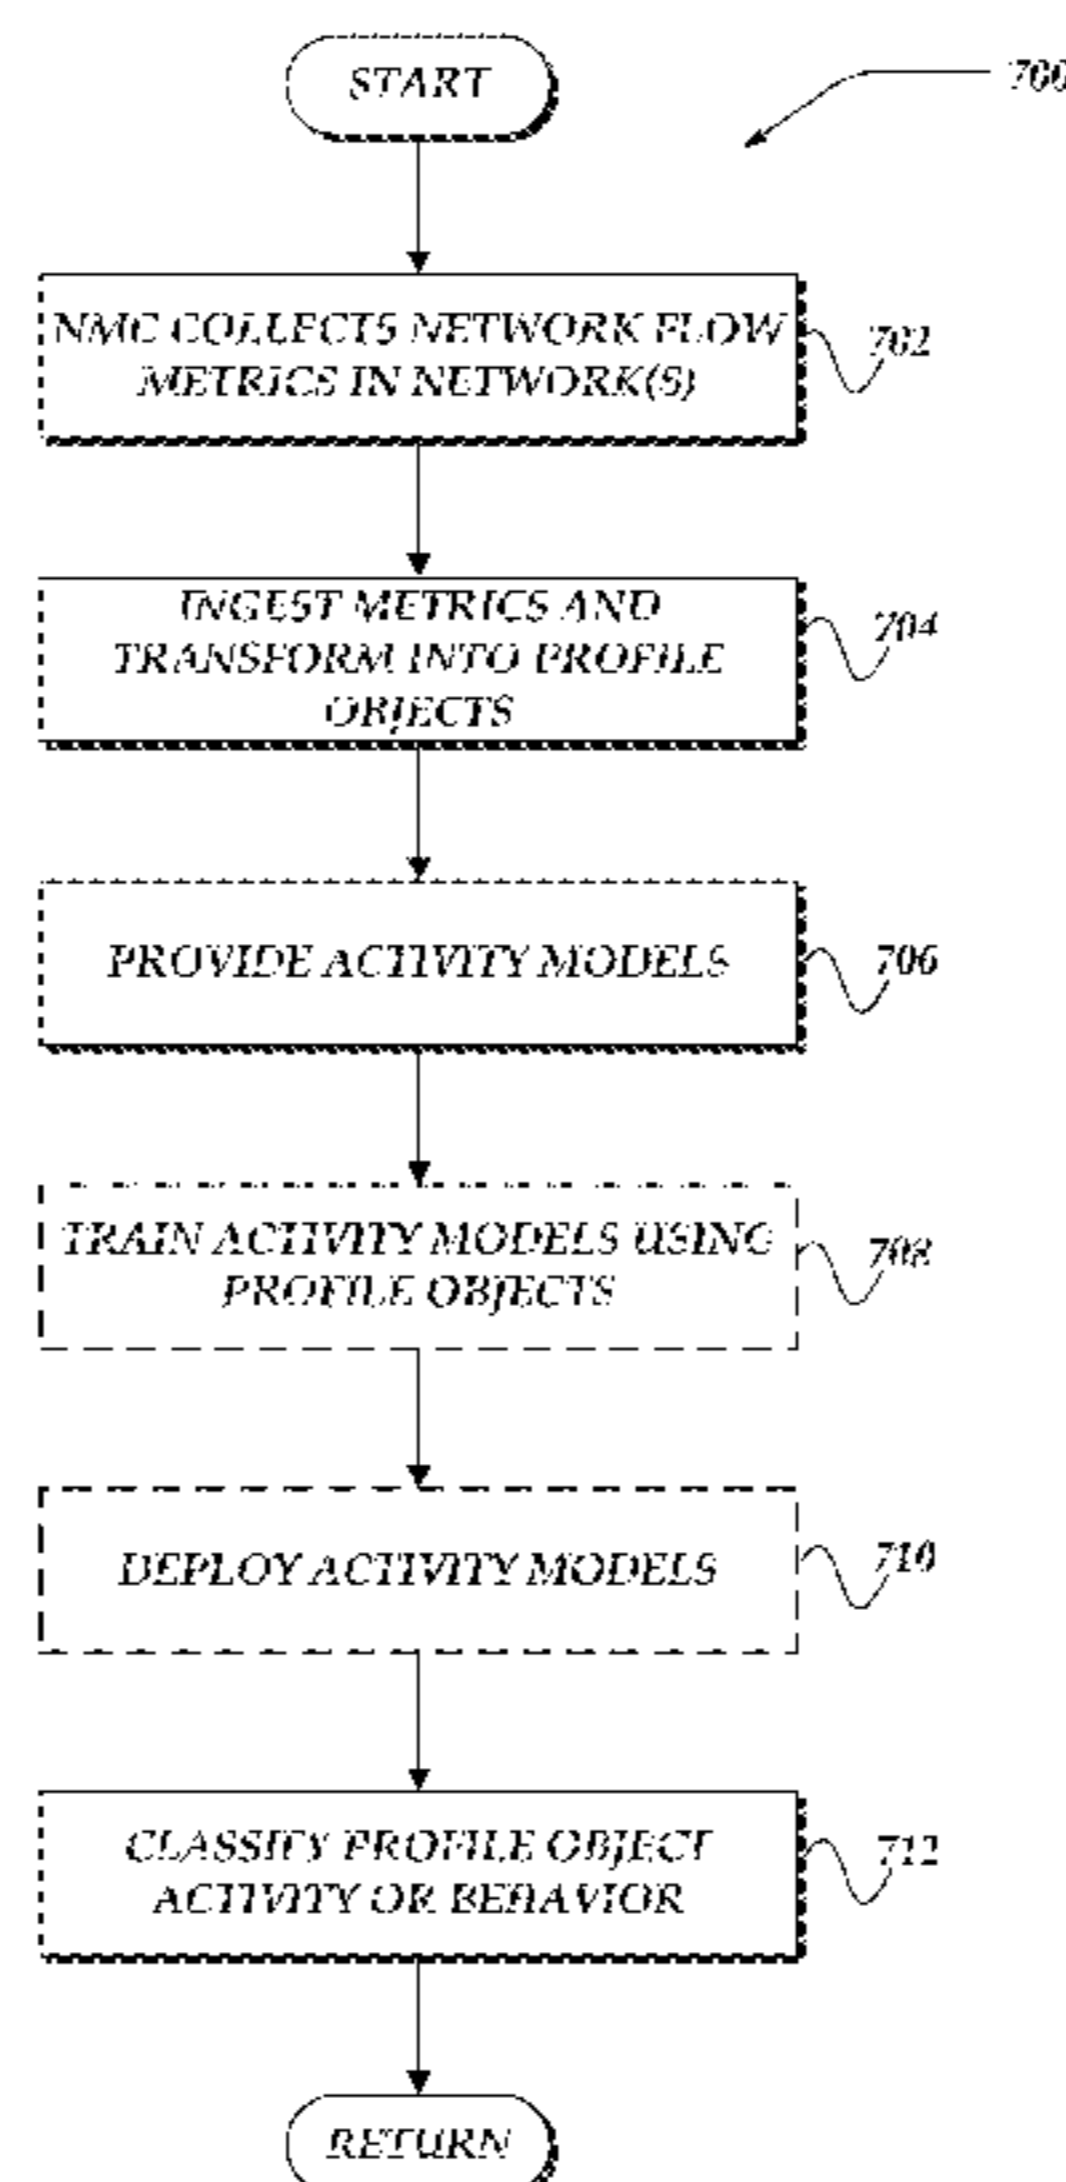 START
700
NMC COLLECTS NETWORK FLOW
METRICS IN NETWORK(S)
702
INGEST METRICS AND
TRANSFORM INTO PROFILE
OBJECTS
704
PROVIDE ACTIVITY MODELS
706
TRAIN ACTIVITY MODELS USING
PROFILE OBJECTS
708
DEPLOY ACTIVITY MODELS
710
CLASSIFY PROFILE OBJECT
ACTIVITY OR BEHAVIOR
712
RETURN